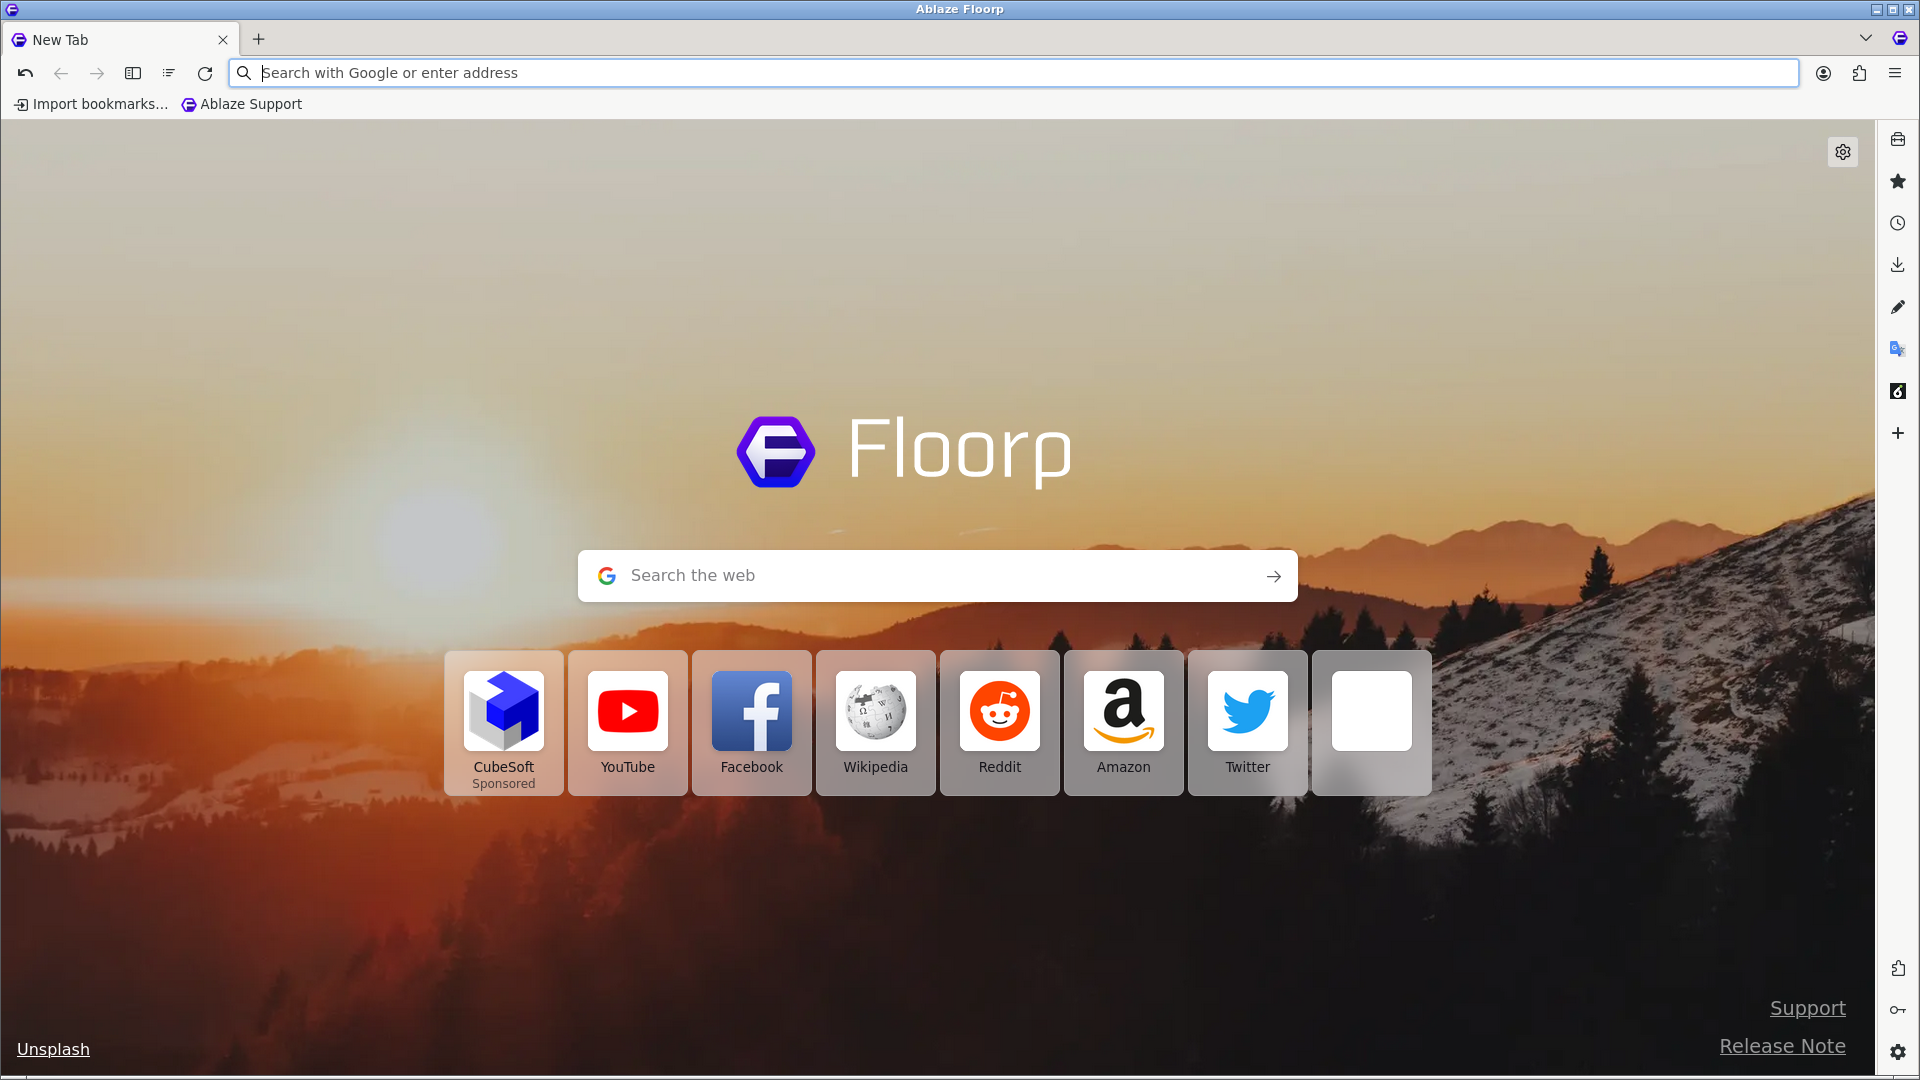 Ablaze Floorp
New Tab
Search with Google or enter address
Import bookmarks...
Ablaze Support
Floorp
Search the web
CubeSoft
Sponsored
YouTube
Facebook
Wikipedia
Reddit
Amazon
Twitter
Support
Unsplash
Release Note